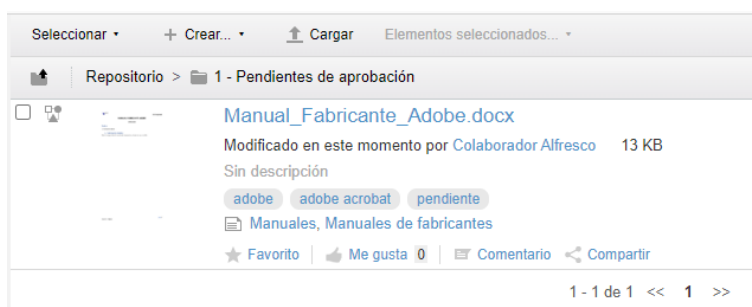 Seleccionar Crear... Cargar Elementos seleccionados...
Repositorio > 1 - Pendientes de aprobación
Manual_Fabricante_Adobe.docx
Modificado en este momento por Colaborador Alfresco 13 KB
Sin descripción
adobe adobe acrobat pendiente
Manuales, Manuales de fabricantes
Favorito Me gusta 0 Comentario Compartir
1 - 1 de 1 << 1 >>